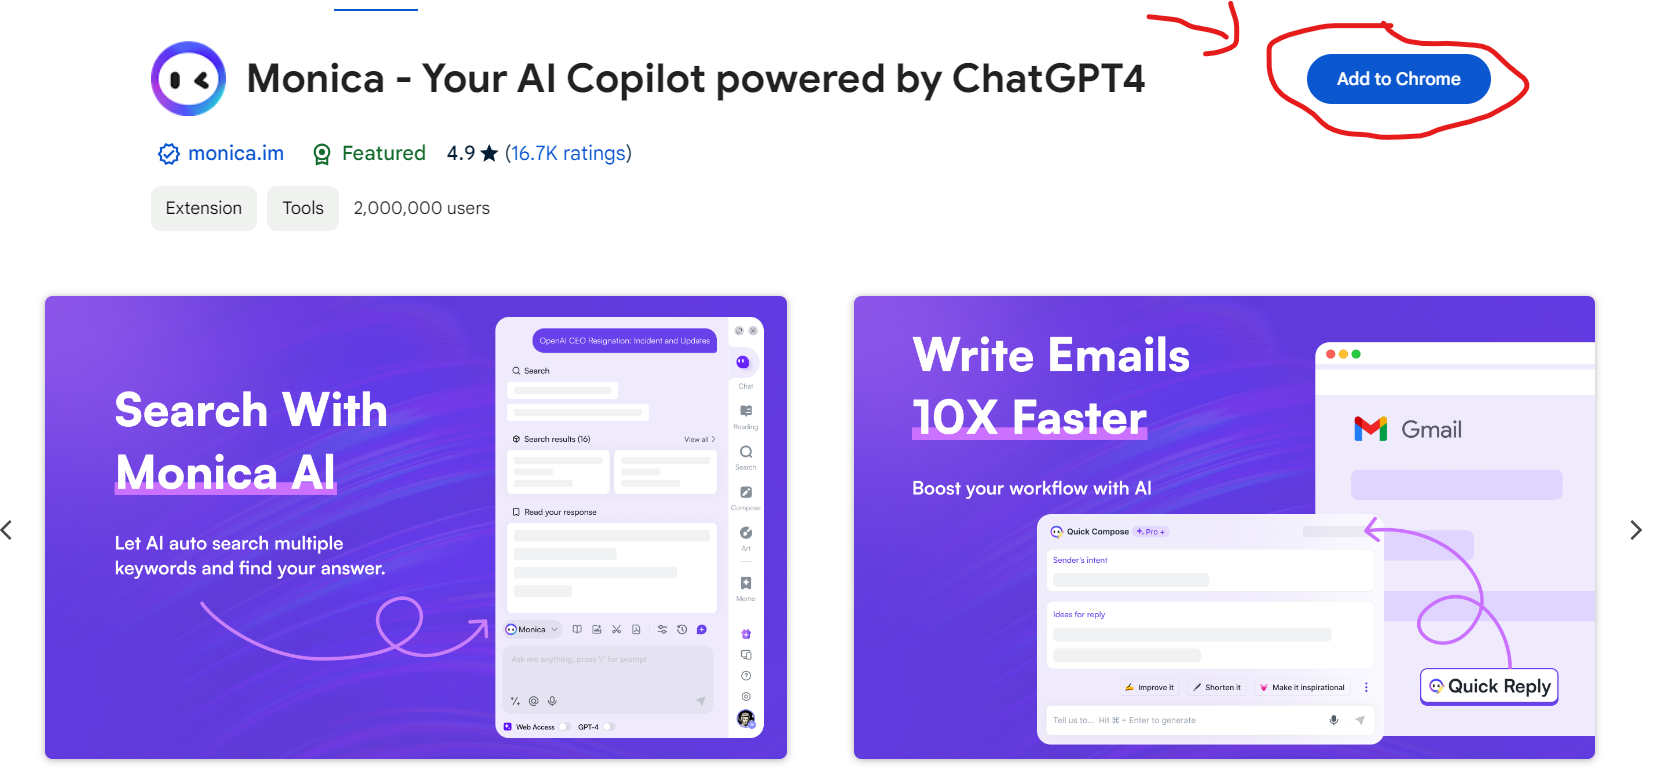 Monica - Your AI Copilot powered by ChatGPT4
Add to Chrome
monica.im
Featured
4.9 ★ (16.7K ratings)
Extension
Tools
2,000,000 users
Search With
Monica AI
Let AI auto search multiple
keywords and find your answer.
OpenAI CEO Resignation: Incident and Updates
Search
Search results (16)
View all
Read your response
Monica
Ask me anything, press '/' for prompt
Web Access
GPT-4
Chat
Reading
Search
Compose
Art
Memo
Write Emails
10X Faster
Boost your workflow with AI
Gmail
Quick Compose
Pro +
Sender's intent
Ideas for reply
Improve it
Shorten it
Make it inspirational
Tell us to... Hit ⌘ + Enter to generate
Quick Reply